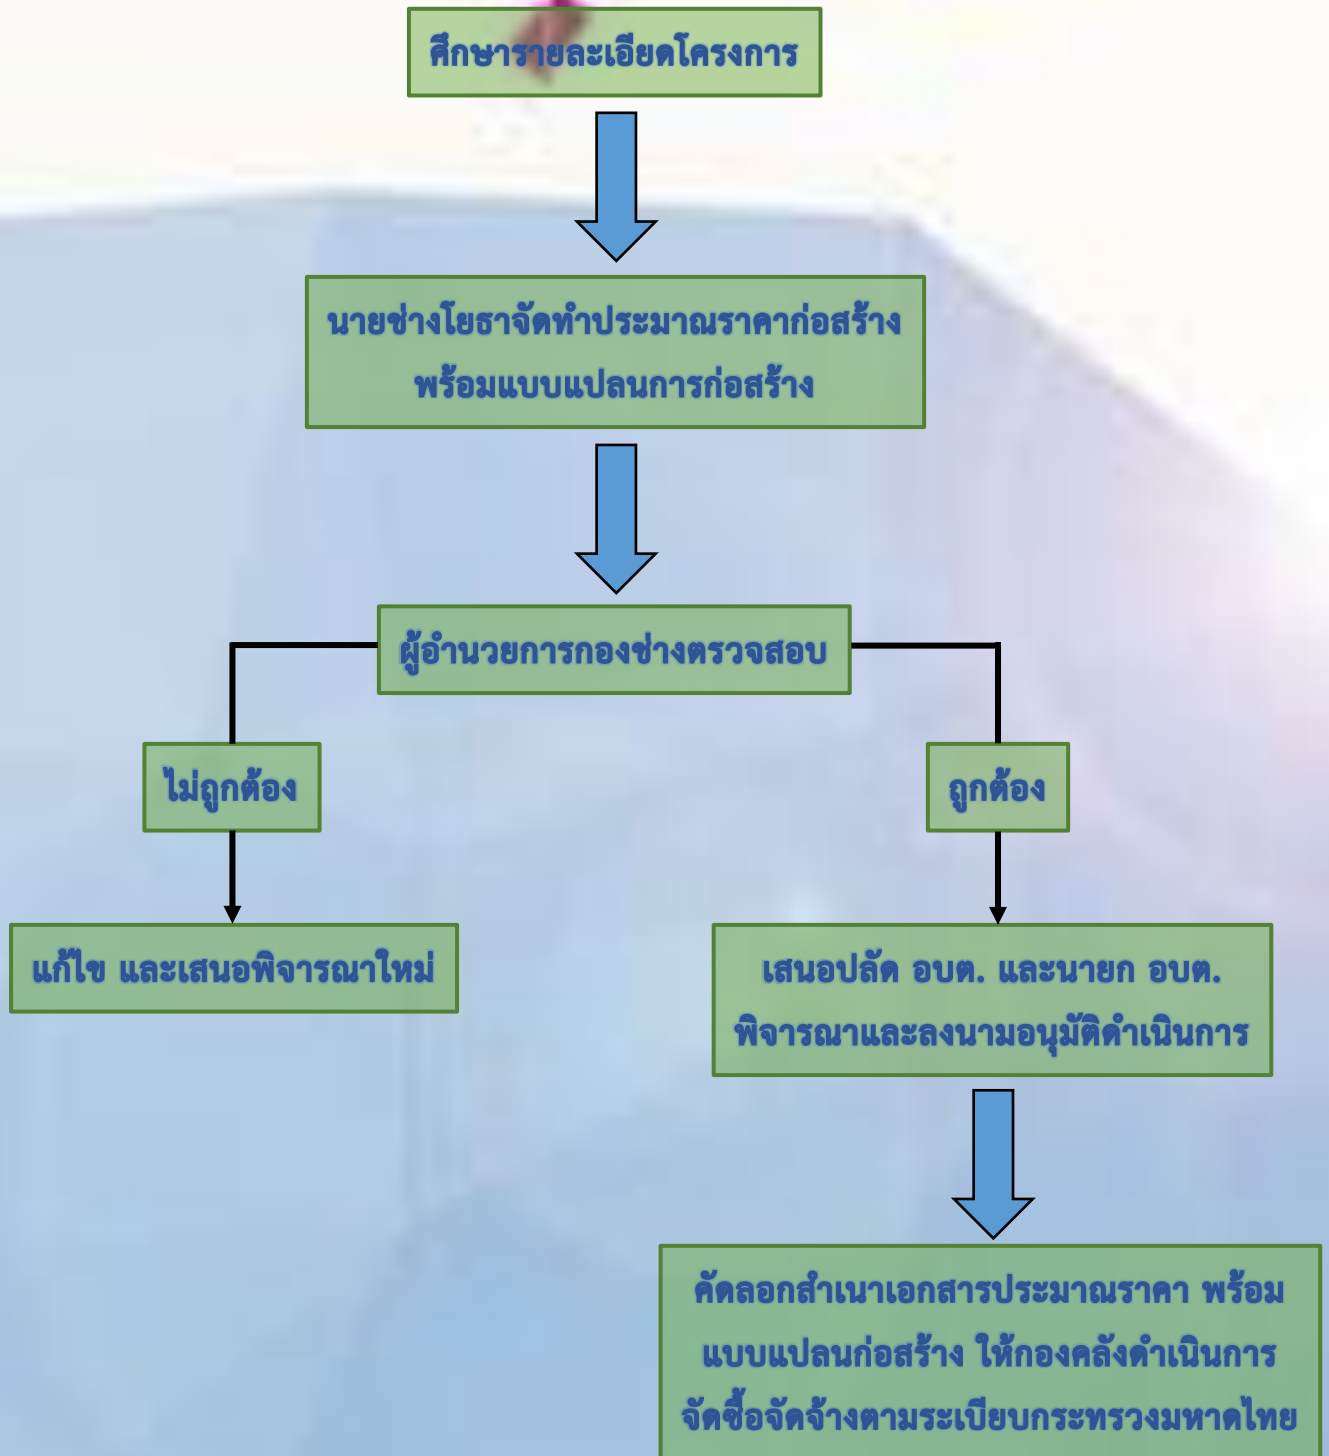 ศึกษารายละเอียดโครงการ
นายช่างโยธาจัดทำประมาณราคาก่อสร้าง
พร้อมแบบแปลนการก่อสร้าง
ผู้อำนวยการกองช่างตรวจสอบ
ไม่ถูกต้อง
ถูกต้อง
แก้ไข และเสนอพิจารณาใหม่
เสนอปลัด อบต. และนายก อบต.
พิจารณาและลงนามอนุมัติดำเนินการ
คัดลอกสำเนาเอกสารประมาณราคา พร้อม
แบบแปลนก่อสร้าง ให้กองคลังดำเนินการ
จัดซื้อจัดจ้างตามระเบียบกระทรวงมหาดไทย